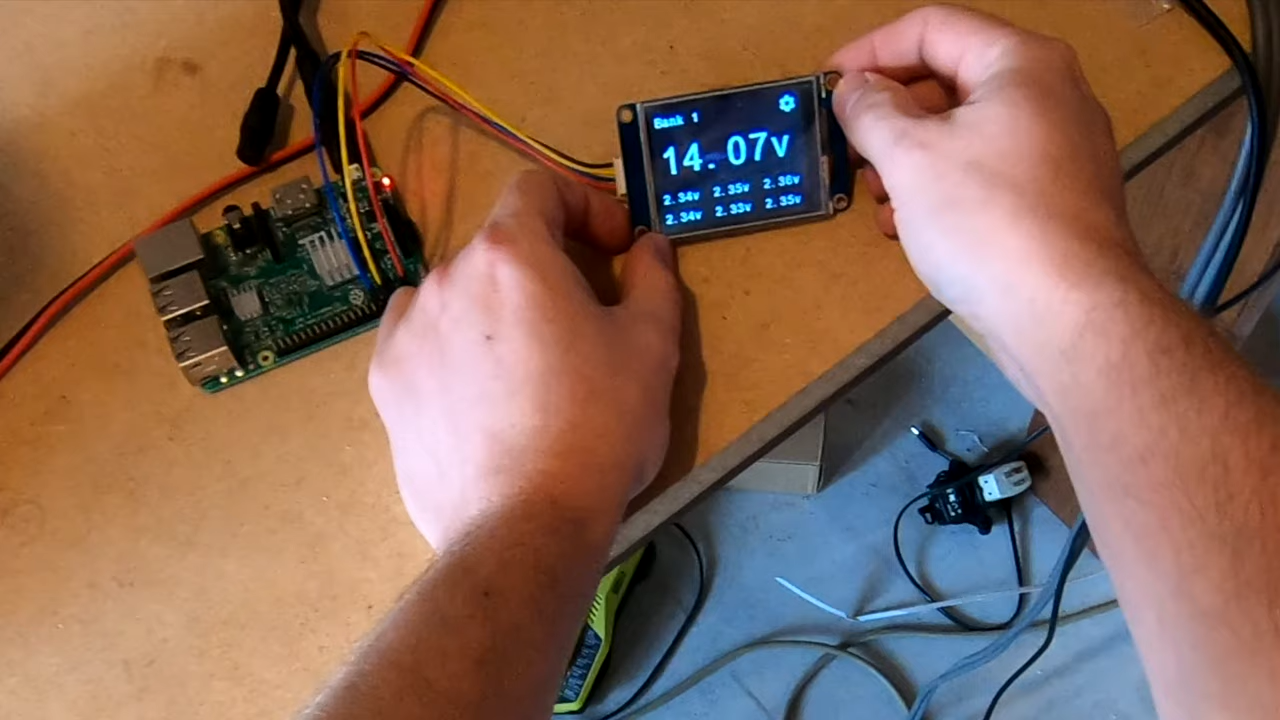 Bank 1
14.07v
2.34v 2.35v 2.36v
2.34v 2.33v 2.35v